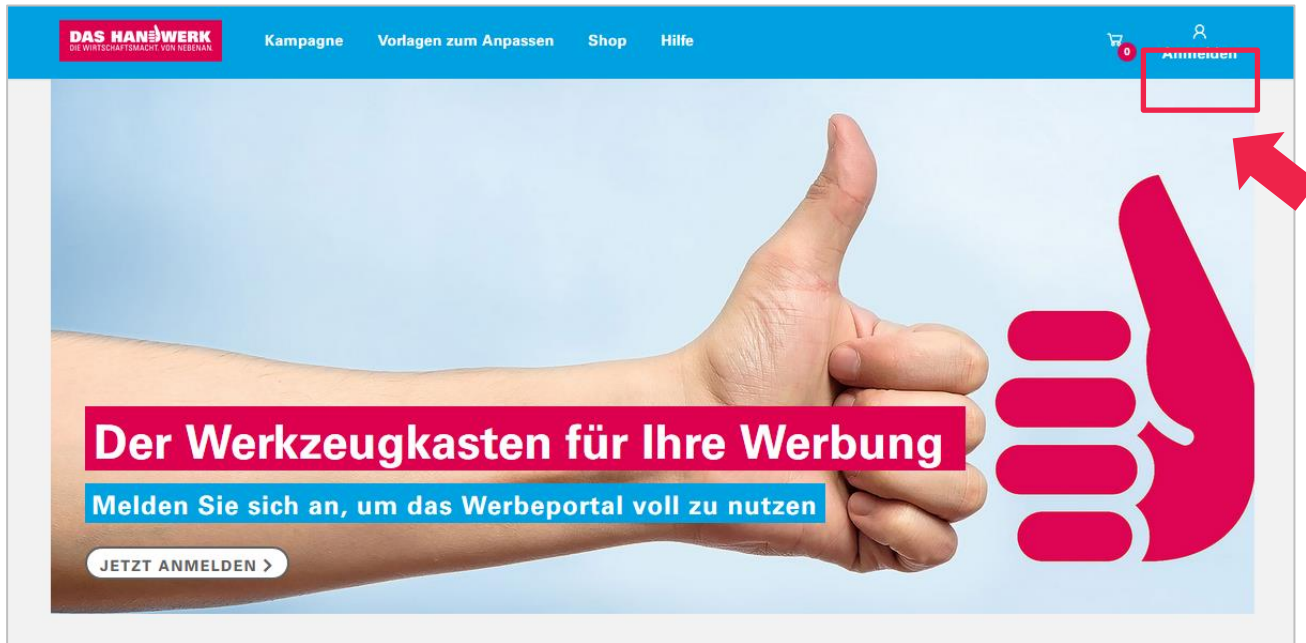 DAS HANDWERK
DIE WIRTSCHAFTSMACHT. VON NEBENAN.
Kampagne Vorlagen zum Anpassen Shop Hilfe
0
Anmelden
Der Werkzeugkasten für Ihre Werbung
Melden Sie sich an, um das Werbeportal voll zu nutzen
JETZT ANMELDEN >